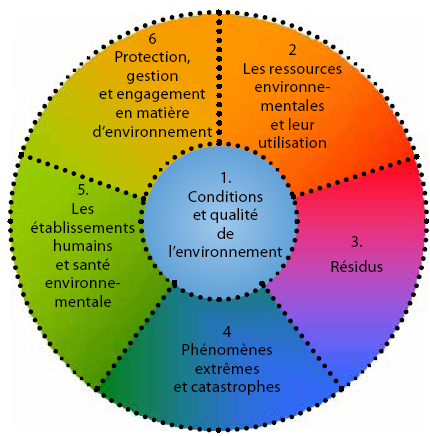 1.
Conditions
et qualité
de
l'environnement
2
Les ressources
environne-
mentales
et leur
utilisation
3.
Résidus
4
Phénomènes
extrêmes
et catastrophes
5.
Les
établissements
humains
et santé
environne-
mentale
6
Protection,
gestion
et engagement
en matière
d'environnement